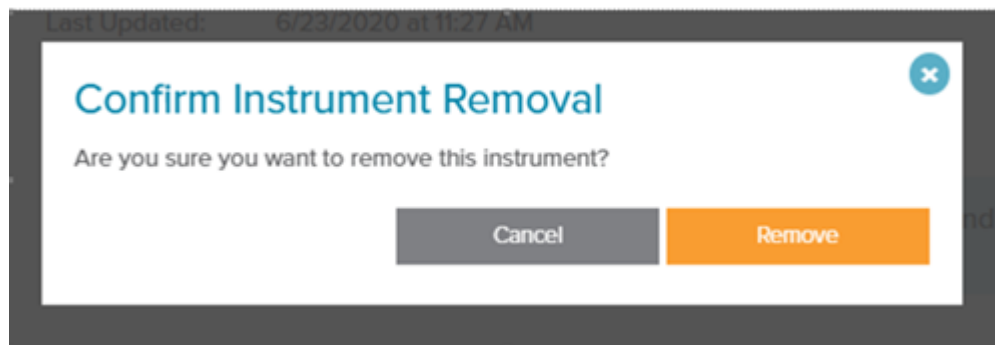 Last Updated: 6/23/2020 at 11:27 AM
Confirm Instrument Removal
Are you sure you want to remove this instrument?
Cancel Remove